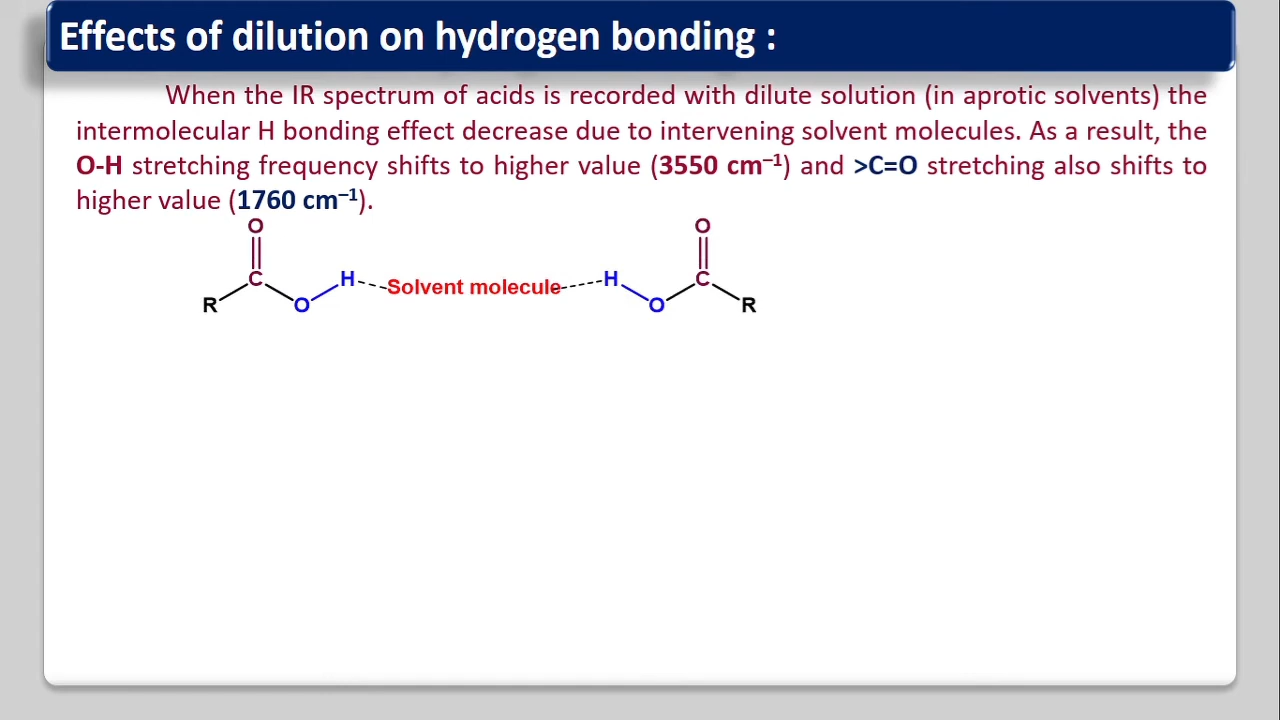 Effects of dilution on hydrogen bonding :
When the IR spectrum of acids is recorded with dilute solution (in aprotic solvents) the
intermolecular H bonding effect decrease due to intervening solvent molecules. As a result, the
O-H stretching frequency shifts to higher value (3550 cm⁻¹) and >C=O stretching also shifts to
higher value (1760 cm⁻¹).
O O
C H Solvent molecule H C
R O O R